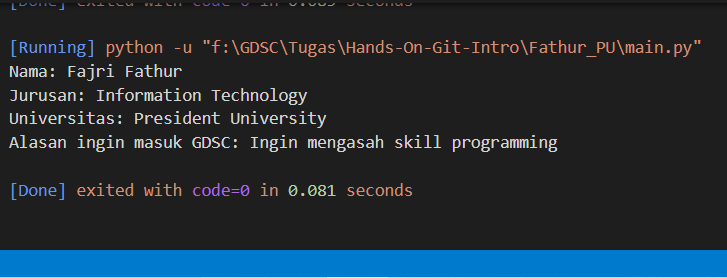 [Done] exited with code=0 in 0.085 seconds
[Running] python -u "f:\GDSC\Tugas\Hands-On-Git-Intro\Fathur_PU\main.py"
Nama: Fajri Fathur
Jurusan: Information Technology
Universitas: President University
Alasan ingin masuk GDSC: Ingin mengasah skill programming
[Done] exited with code=0 in 0.081 seconds